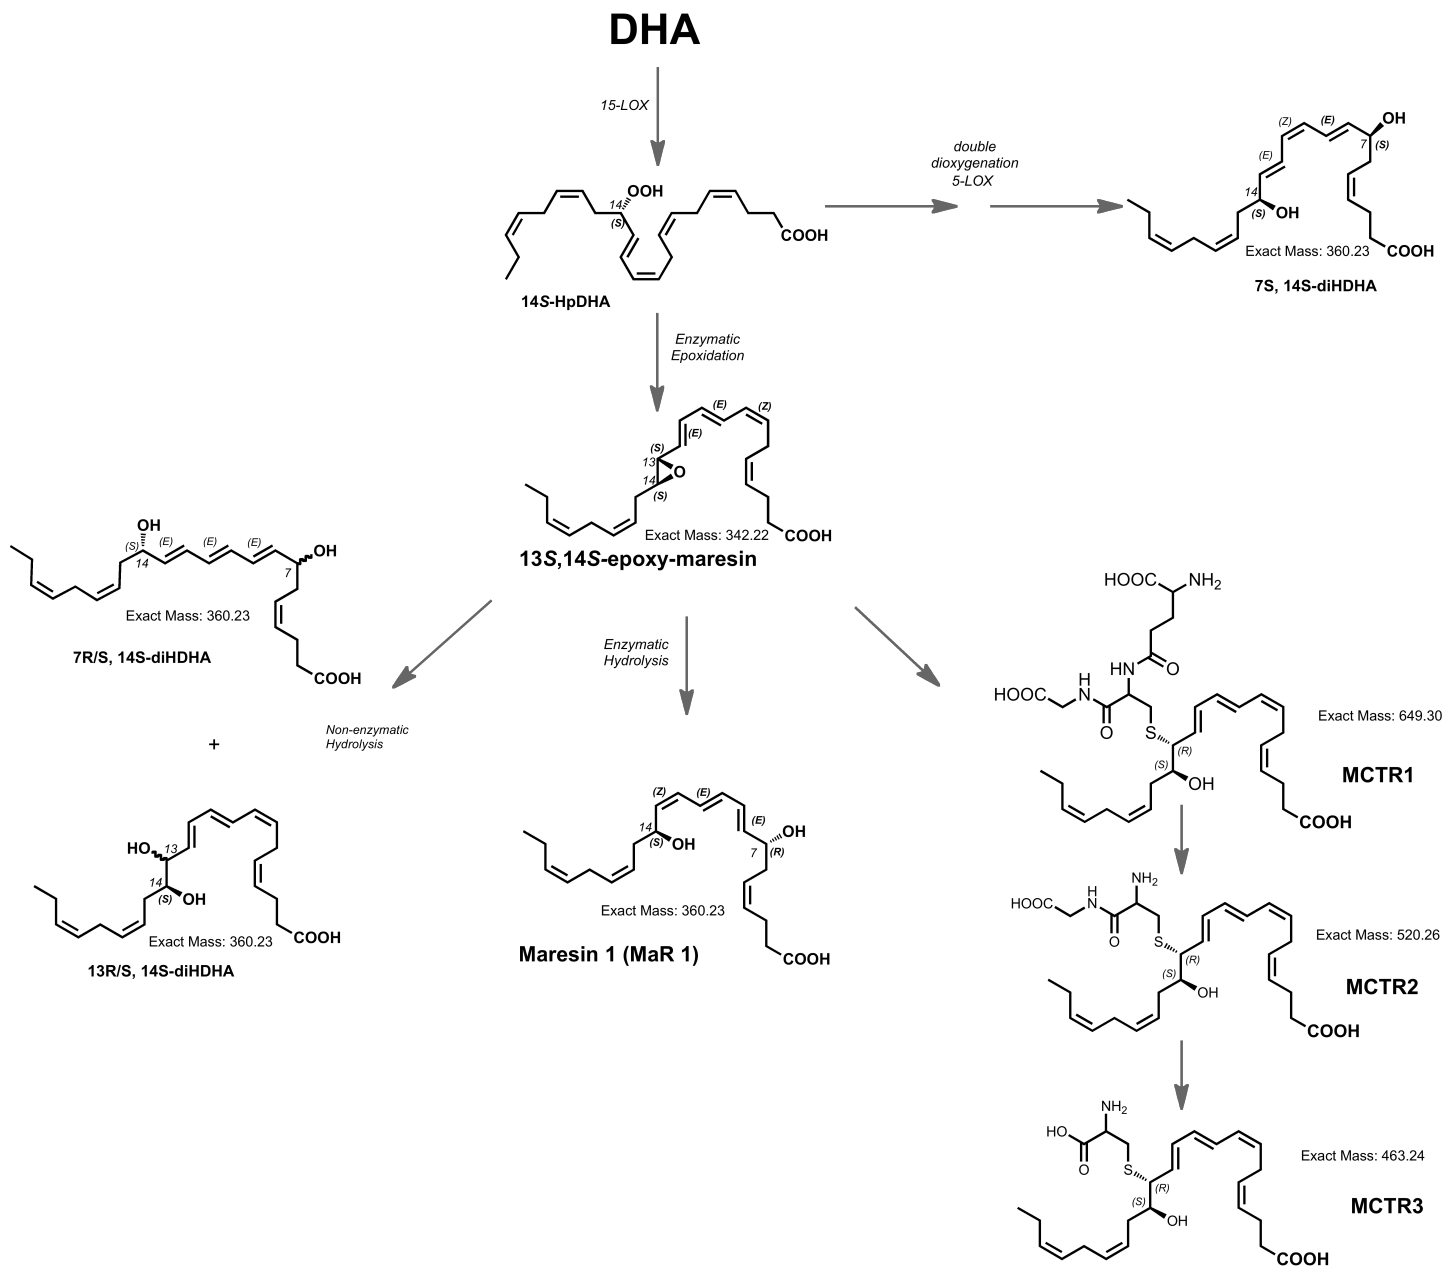 DHA
15-LOX
OOH
14
(S)
COOH
14S-HpDHA
double
dioxygenation
5-LOX
(Z)
(E)
OH
7
(S)
(E)
14
(S)
OH
Exact Mass: 360.23
COOH
7S, 14S-diHDHA
Enzymatic
Epoxidation
(E)
(Z)
(E)
(S)
13
O
14
(S)
Exact Mass: 342.22
COOH
13S,14S-epoxy-maresin
OH
(S)
(E)
(E)
(E)
14
OH
7
Exact Mass: 360.23
7R/S, 14S-diHDHA
COOH
+
Non-enzymatic
Hydrolysis
HO
13
14
(S)
OH
Exact Mass: 360.23
COOH
13R/S, 14S-diHDHA
Enzymatic
Hydrolysis
(Z)
(E)
(E)
14
(S)
OH
OH
7
(R)
Exact Mass: 360.23
Maresin 1 (MaR 1)
COOH
HOOC
NH2
HN
O
HOOC
H
N
O
S
(R)
(S)
OH
Exact Mass: 649.30
MCTR1
COOH
NH2
HOOC
H
N
O
S
(R)
(S)
OH
Exact Mass: 520.26
MCTR2
COOH
NH2
HO
O
S
(R)
(S)
OH
Exact Mass: 463.24
MCTR3
COOH